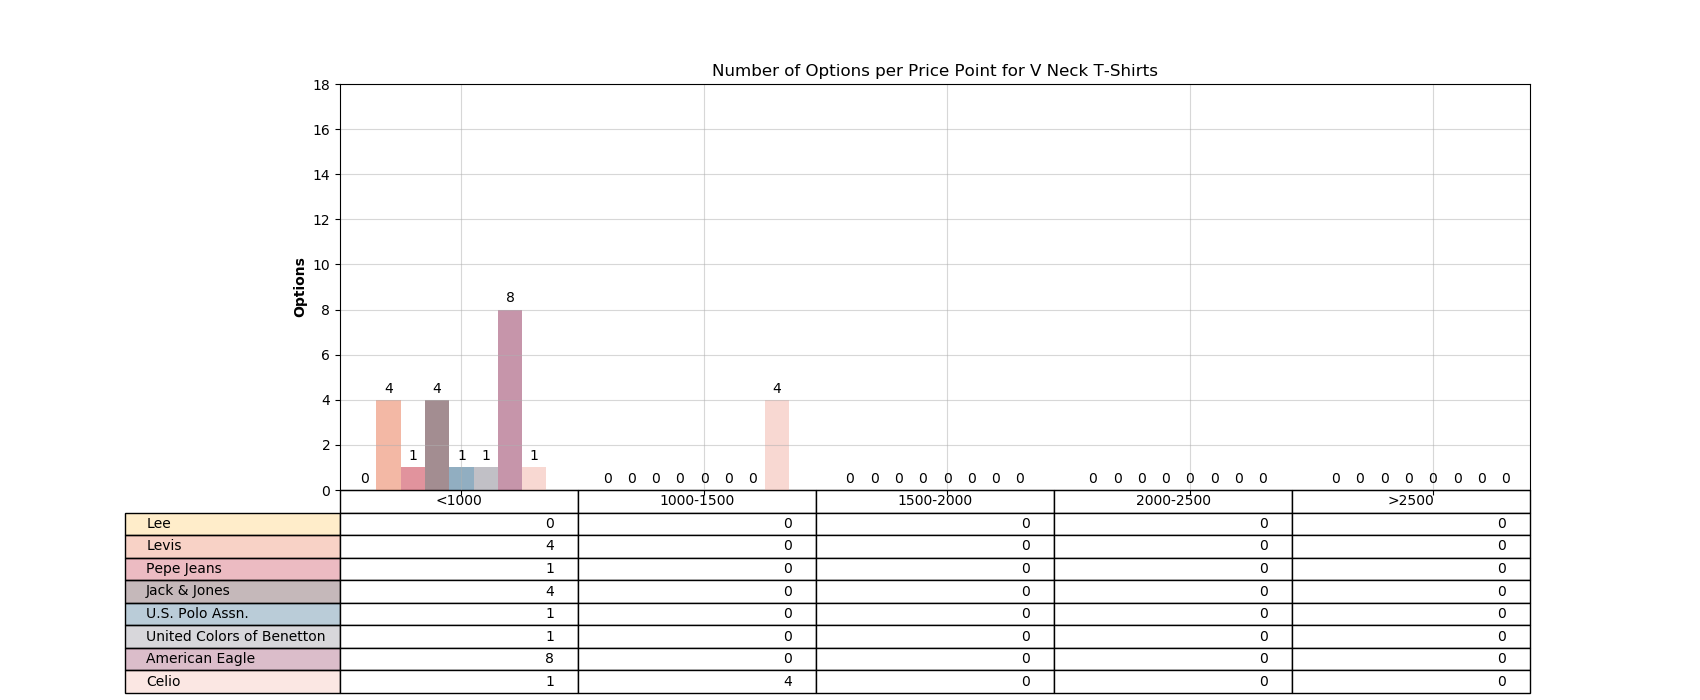 Number of Options per Price Point for V Neck T-Shirts
18
16
14
12
10
8
6
4
2
0
Options
0 4 1 4 1 1 8 1
0 0 0 0 0 0 0 4
0 0 0 0 0 0 0 0
0 0 0 0 0 0 0 0
0 0 0 0 0 0 0 0
<1000 1000-1500 1500-2000 2000-2500 >2500
Lee 0 0 0 0 0
Levis 4 0 0 0 0
Pepe Jeans 1 0 0 0 0
Jack & Jones 4 0 0 0 0
U.S. Polo Assn. 1 0 0 0 0
United Colors of Benetton 1 0 0 0 0
American Eagle 8 0 0 0 0
Celio 1 4 0 0 0